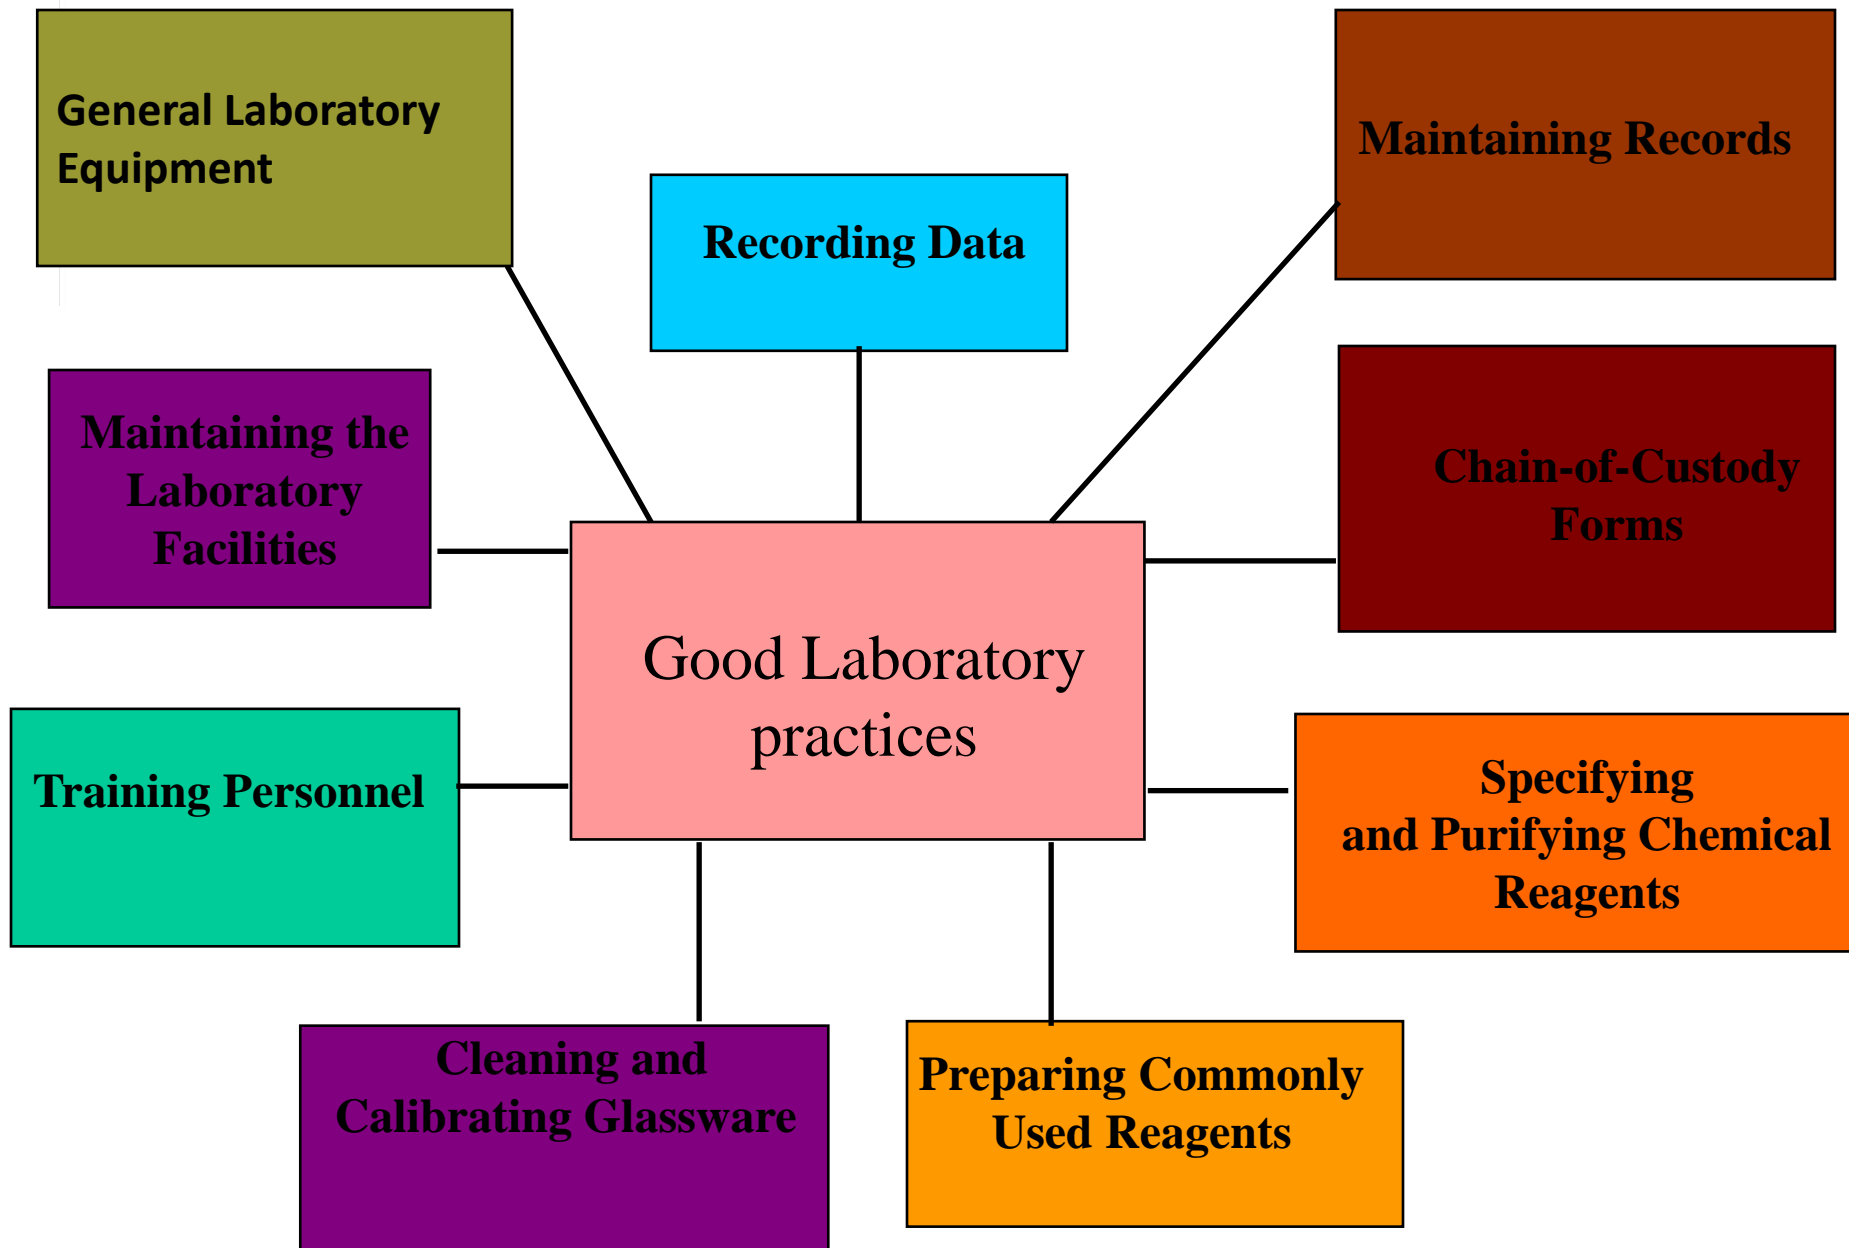 General Laboratory
Equipment
Recording Data
Maintaining Records
Maintaining the
Laboratory
Facilities
Chain-of-Custody
Forms
Good Laboratory
practices
Training Personnel
Specifying
and Purifying Chemical
Reagents
Cleaning and
Calibrating Glassware
Preparing Commonly
Used Reagents